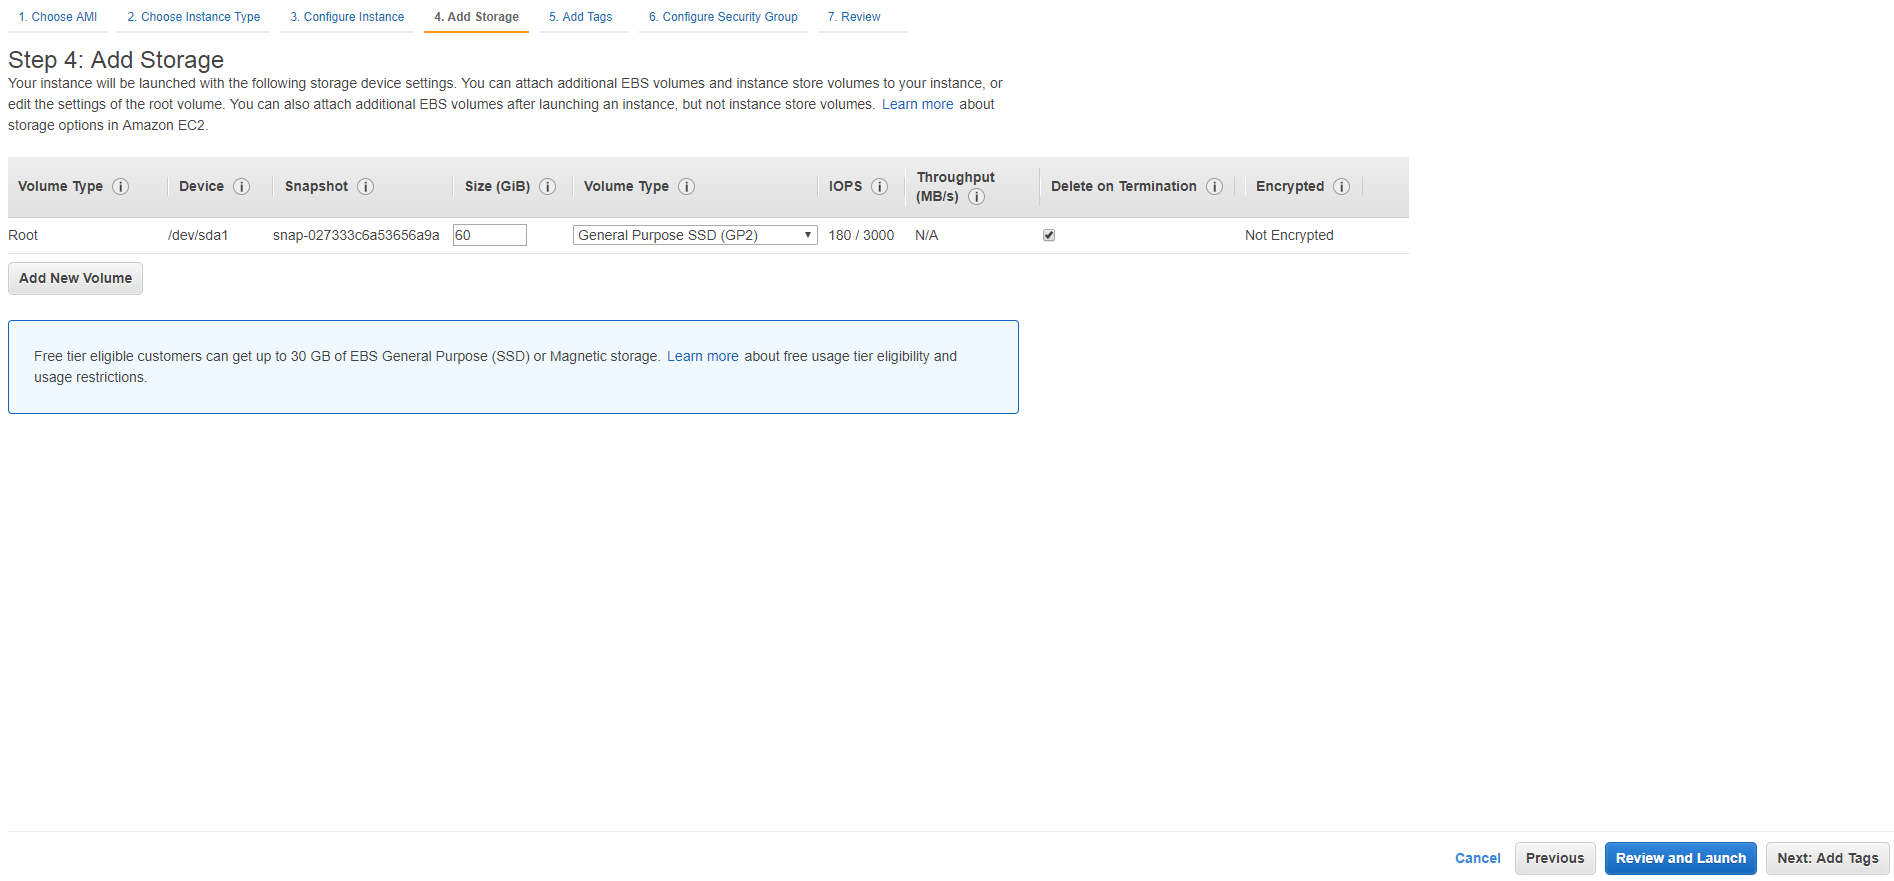 1. Choose AMI 2. Choose Instance Type 3. Configure Instance 4. Add Storage 5. Add Tags 6. Configure Security Group 7. Review
Step 4: Add Storage
Your instance will be launched with the following storage device settings. You can attach additional EBS volumes and instance store volumes to your instance, or
edit the settings of the root volume. You can also attach additional EBS volumes after launching an instance, but not instance store volumes. Learn more about
storage options in Amazon EC2.
Volume Type i Device i Snapshot i Size (GiB) i Volume Type i IOPS i Throughput (MB/s) i Delete on Termination i Encrypted i
Root /dev/sda1 snap-027333c6a53656a9a 60 General Purpose SSD (GP2) 180 / 3000 N/A Not Encrypted
Add New Volume
Free tier eligible customers can get up to 30 GB of EBS General Purpose (SSD) or Magnetic storage. Learn more about free usage tier eligibility and
usage restrictions.
Cancel Previous Review and Launch Next: Add Tags